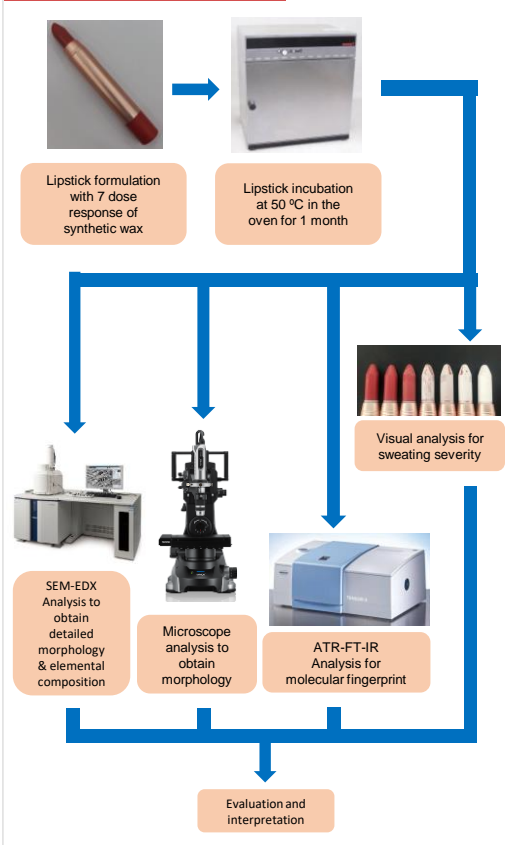 Lipstick formulation
with 7 dose
response of
synthetic wax
Lipstick incubation
at 50 ºC in the
oven for 1 month
Visual analysis for
sweating severity
SEM-EDX
Analysis to
obtain
detailed
morphology
& elemental
composition
Microscope
analysis to
obtain
morphology
ATR-FT-IR
Analysis for
molecular fingerprint
Evaluation and
interpretation